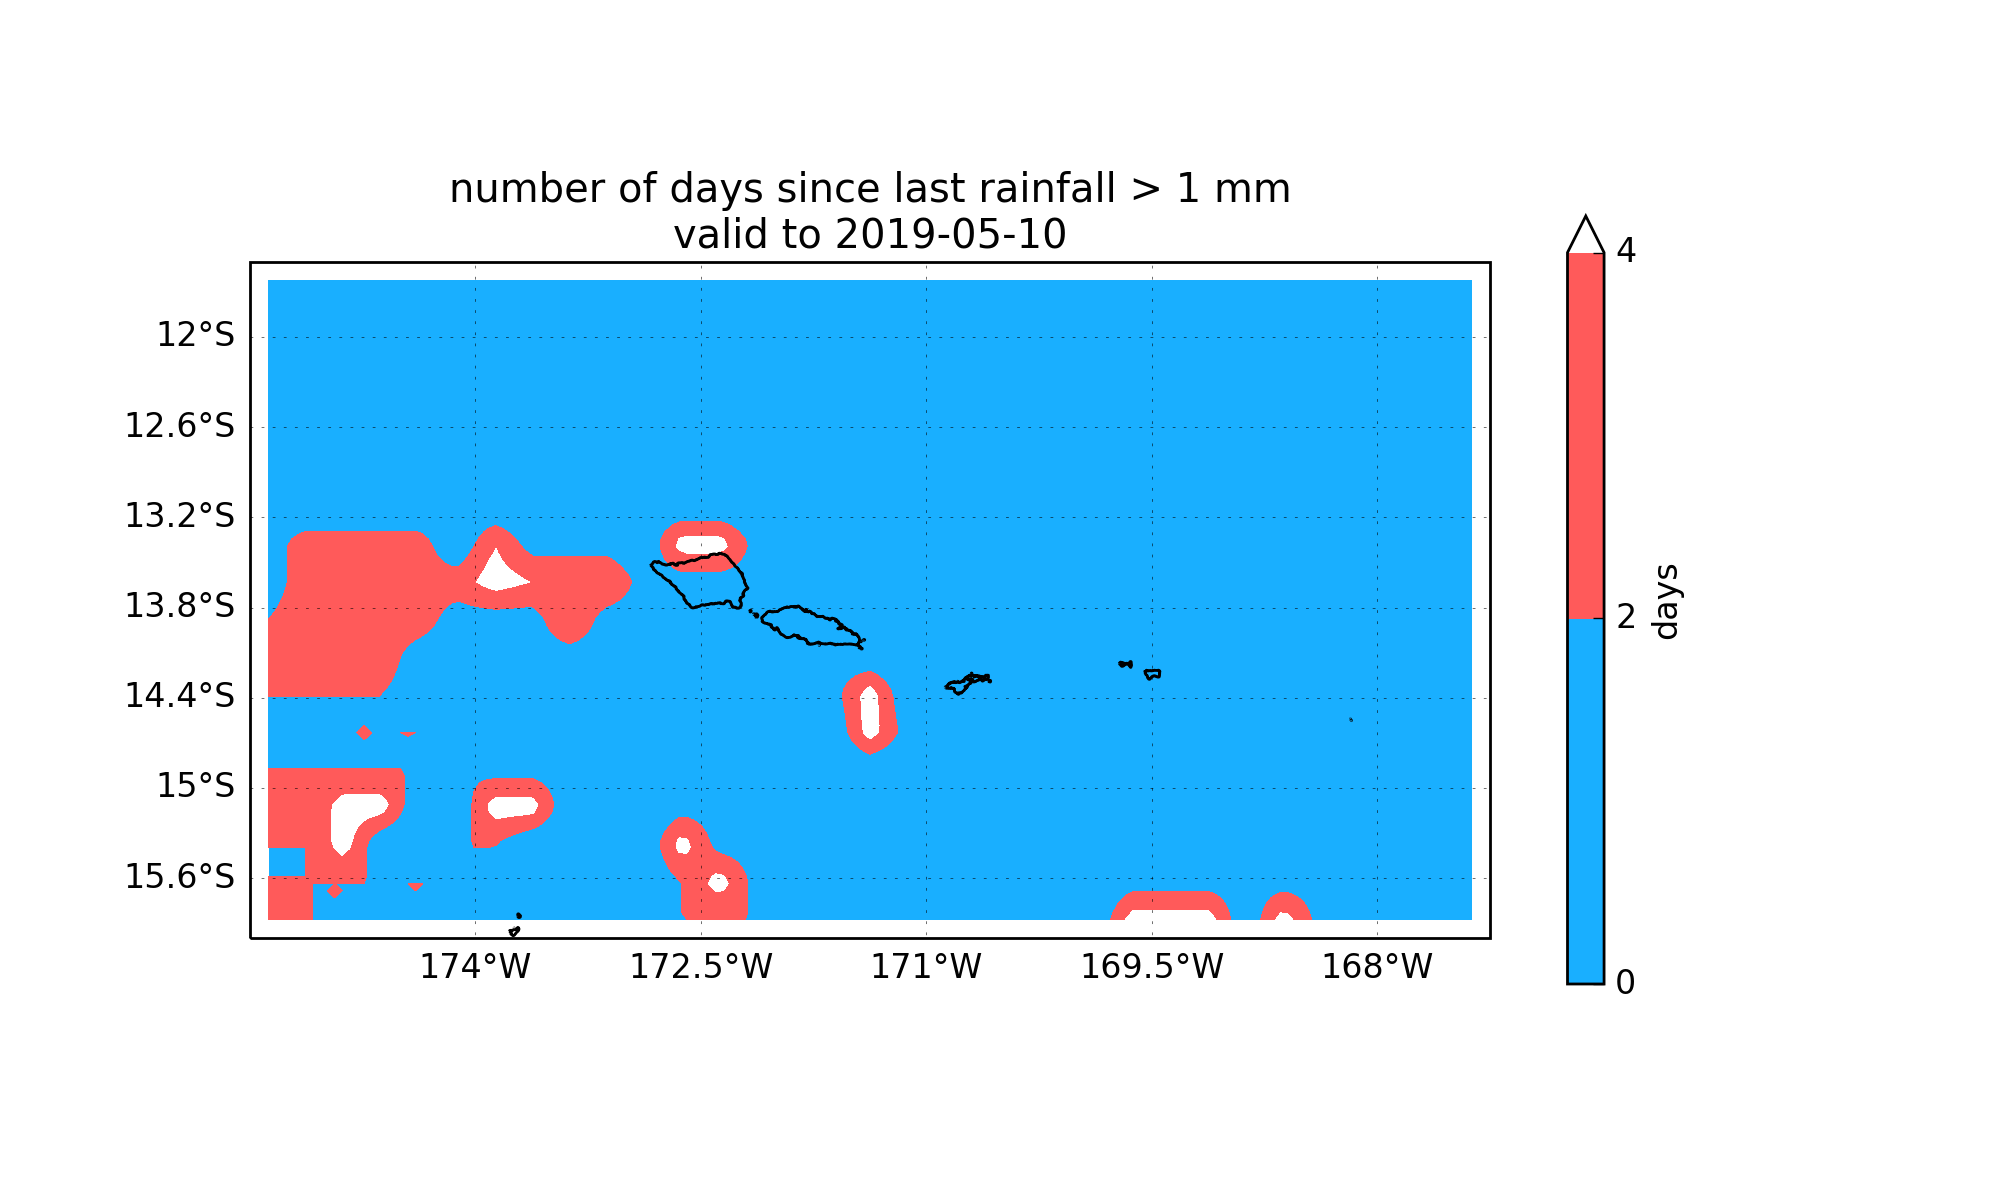 number of days since last rainfall > 1 mm
valid to 2019-05-10
12°S
12.6°S
13.2°S
13.8°S
14.4°S
15°S
15.6°S
174°W 172.5°W 171°W 169.5°W 168°W
4
2
0
days